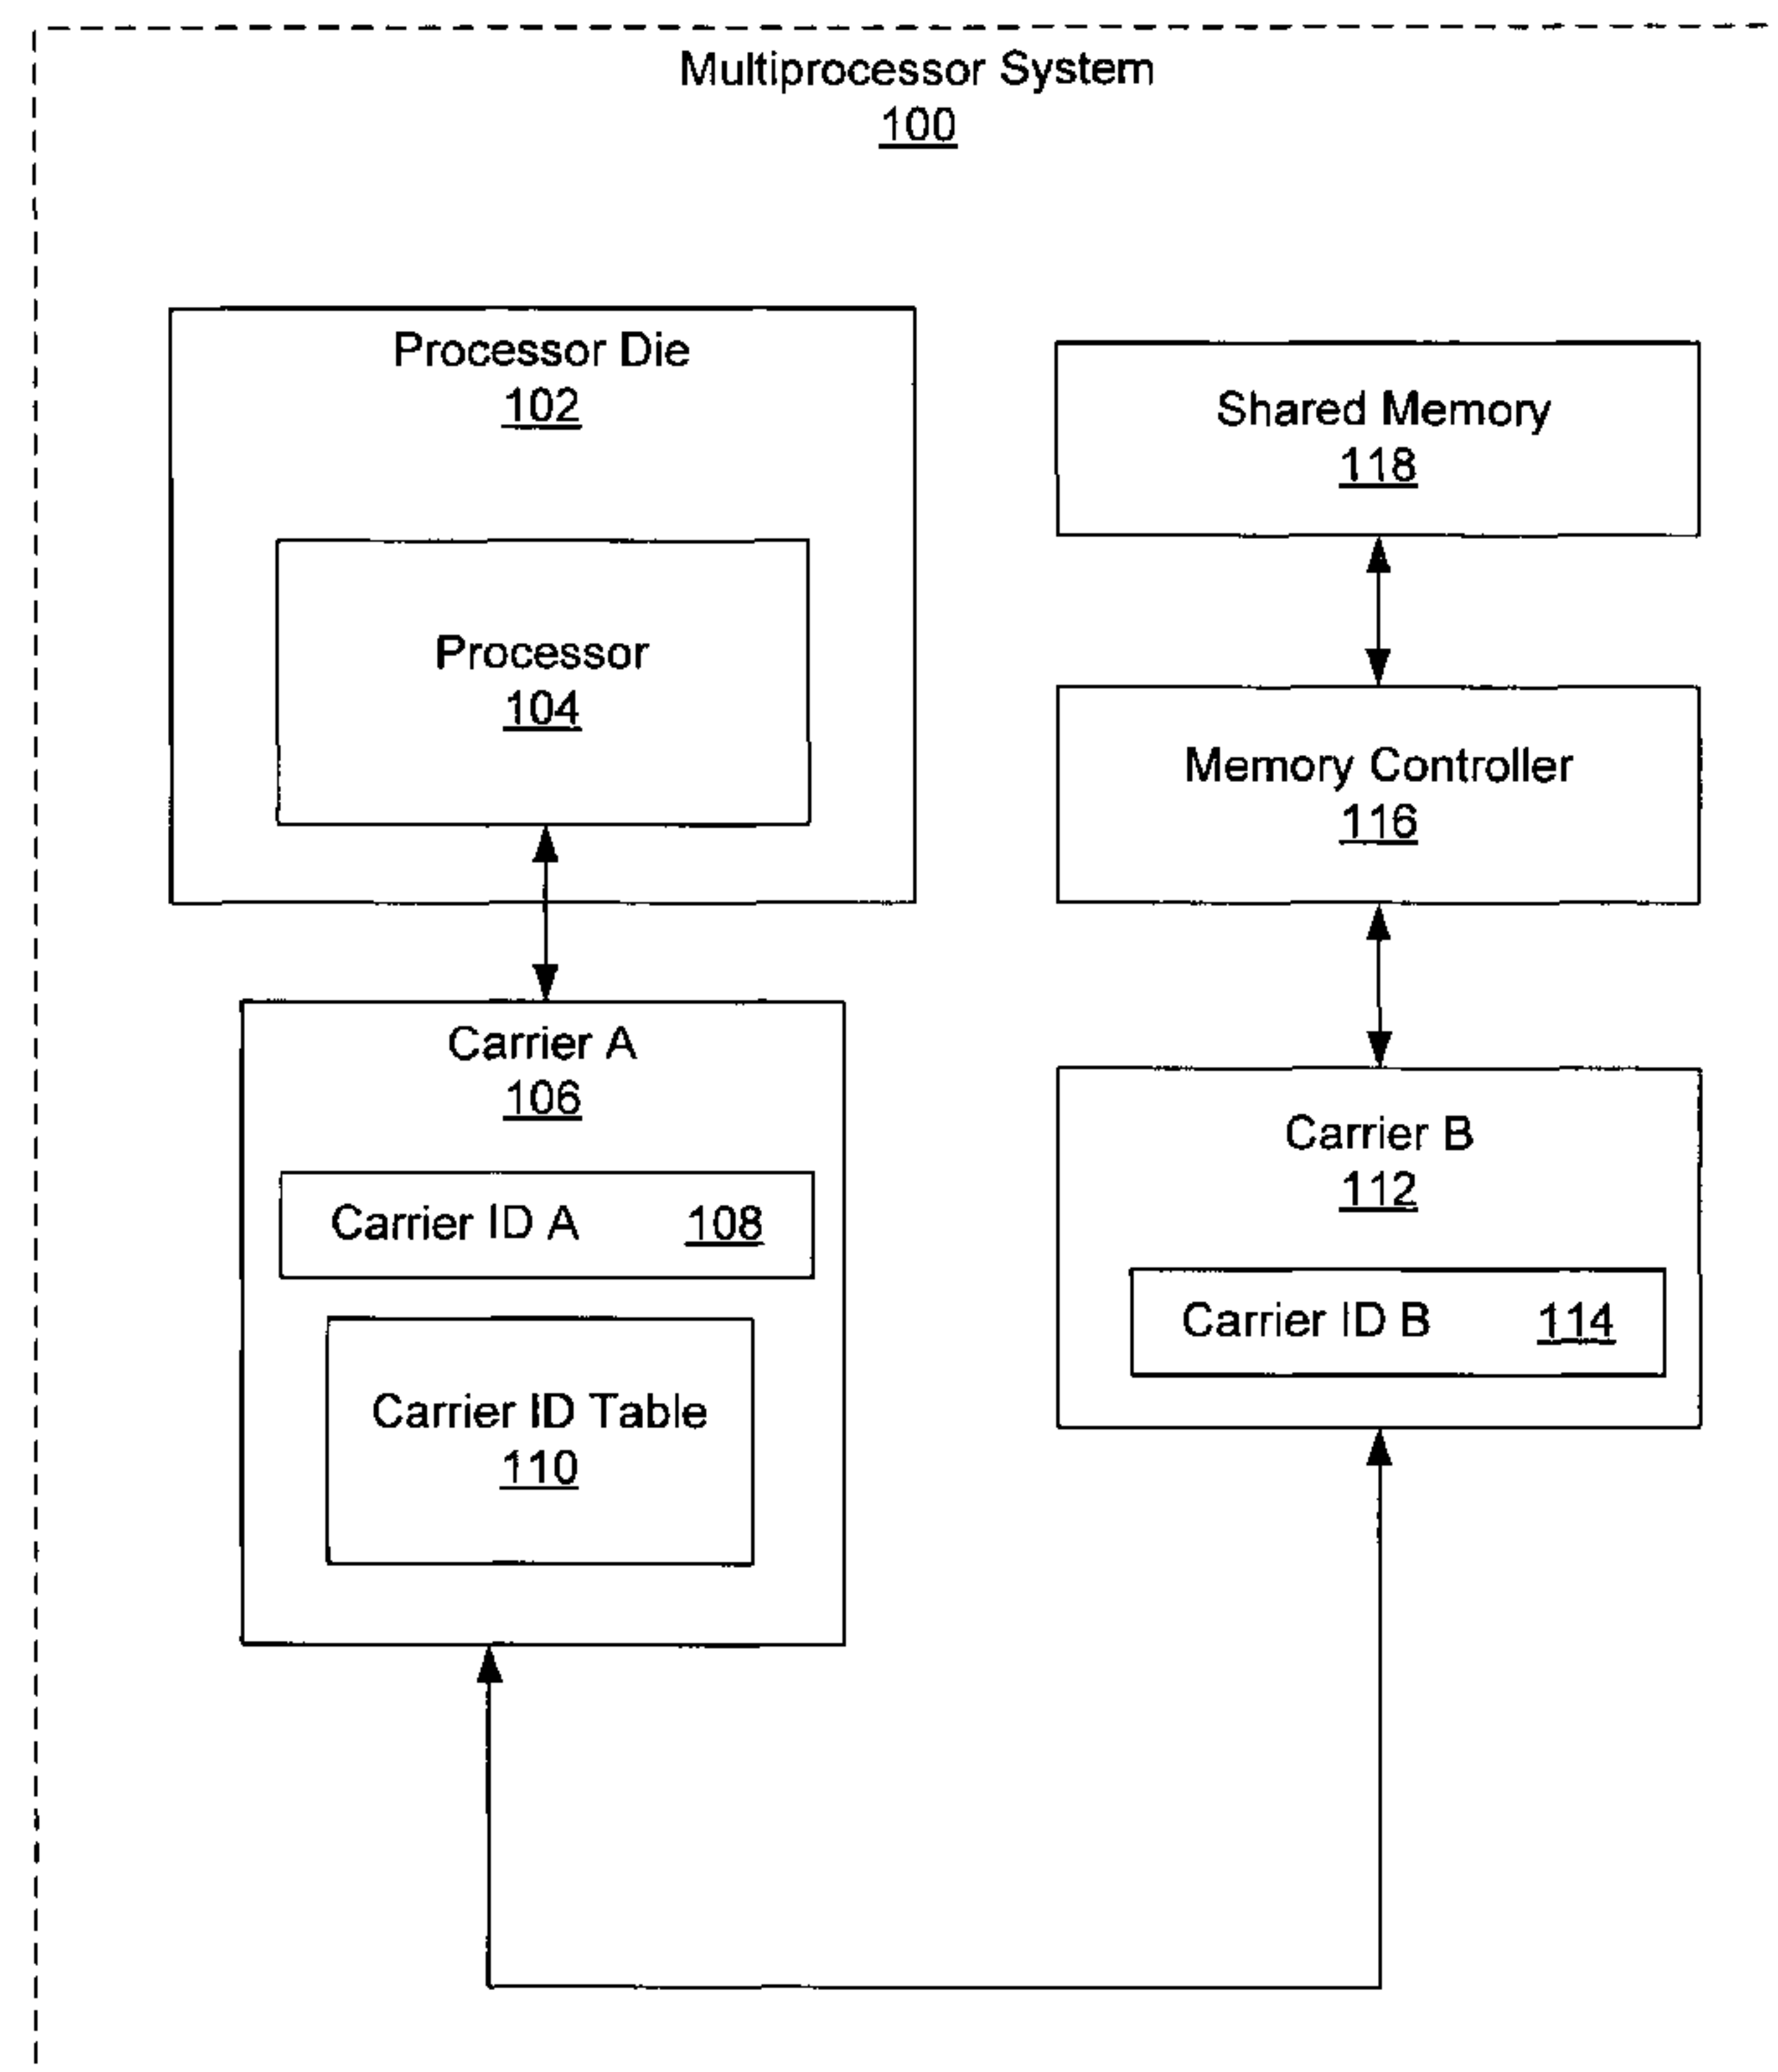 Multiprocessor System
100
Processor Die
102
Processor
104
Carrier A
106
Carrier ID A 108
Carrier ID Table
110
Shared Memory
118
Memory Controller
116
Carrier B
112
Carrier ID B 114